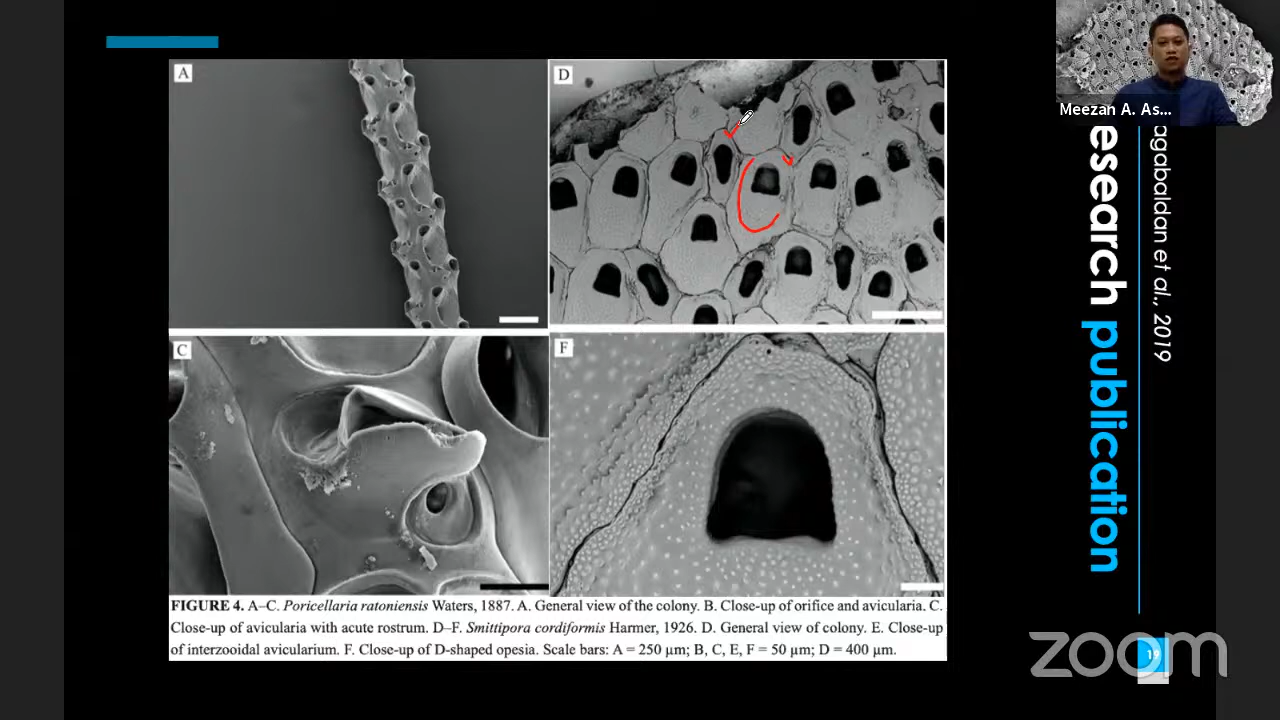 A
D
C
F
FIGURE 4. A–C. Poricellaria ratoniensis Waters, 1887. A. General view of the colony. B. Close-up of orifice and avicularia. C.
Close-up of avicularia with acute rostrum. D–F. Smittipora cordiformis Harmer, 1926. D. General view of colony. E. Close-up
of interzooidal avicularium. F. Close-up of D-shaped opesia. Scale bars: A = 250 µm; B, C, E, F = 50 µm; D = 400 µm.
Meezan A. As...
esearch publication
agabaldan et al., 2019
19
zoom